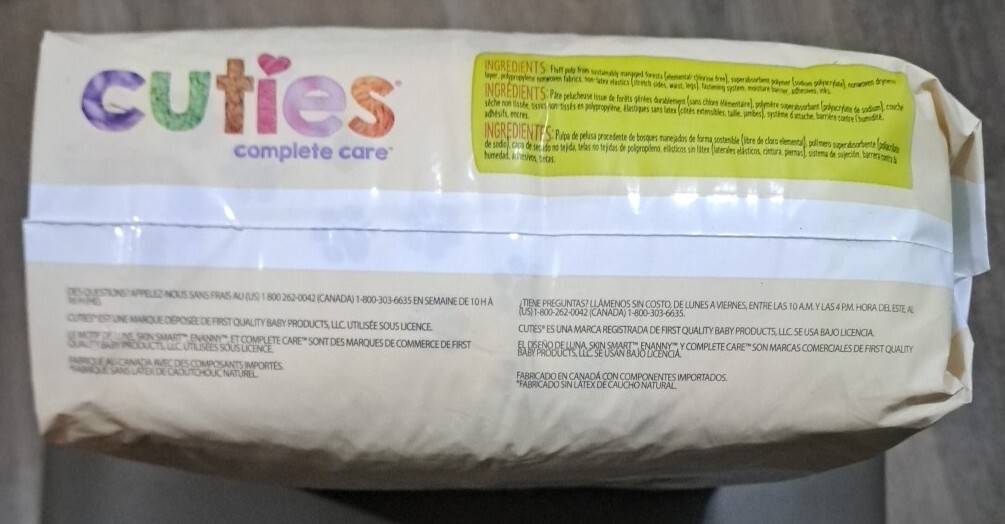 cuties®
complete care™
INGREDIENTS: Fluff pulp from sustainably managed forests (elemental chlorine free), superabsorbent polymer (sodium polyacrylate), nonwoven dryness
layer, polypropylene nonwoven fabrics, non-latex elastics (stretch sides, waist, legs), fastening system, moisture barrier, adhesives, inks.
INGRÉDIENTS: Pâte pelucheuse issue de forêts gérées durablement (sans chlore élémentaire), polymère superabsorbant (polyacrylate de sodium), couche
sèche non tissée, tissus non-tissés en polypropylène, élastiques sans latex (côtés extensibles, taille, jambes), système d'attache, barrière contre l'humidité,
adhésifs, encres.
INGREDIENTES: Pulpa de pelusa procedente de bosques manejados de forma sostenible (libre de cloro elemental), polímero superabsorbente (poliacrilato
de sodio), capa de secado no tejida, telas no tejidas de polipropileno, elásticos sin látex (laterales elásticos, cintura, piernas), sistema de sujeción, barrera contra la
humedad, adhesivos, tintas.
DES QUESTIONS? APPELEZ-NOUS SANS FRAIS AU (US) 1 800 262-0042 (CANADA) 1-800-303-6635 EN SEMAINE DE 10 H À
16 H (HE).
CUTIES® EST UNE MARQUE DÉPOSÉE DE FIRST QUALITY BABY PRODUCTS, LLC. UTILISÉE SOUS LICENCE.
LE MOTIF DE LUNE, SKIN SMART™, ENANNY™, ET COMPLETE CARE™ SONT DES MARQUES DE COMMERCE DE FIRST
QUALITY BABY PRODUCTS, LLC. UTILISÉES SOUS LICENCE.
FABRIQUÉ AU CANADA AVEC DES COMPOSANTS IMPORTÉS.
*FABRIQUÉ SANS LATEX DE CAOUTCHOUC NATUREL.
¿TIENE PREGUNTAS? LLÁMENOS SIN COSTO, DE LUNES A VIERNES, ENTRE LAS 10 A.M. Y LAS 4 P.M. HORA DEL ESTE, AL
(US) 1-800-262-0042 (CANADA) 1-800-303-6635.
CUTIES® ES UNA MARCA REGISTRADA DE FIRST QUALITY BABY PRODUCTS, LLC. SE USA BAJO LICENCIA.
EL DISEÑO DE LUNA, SKIN SMART™, ENANNY™, Y COMPLETE CARE™ SON MARCAS COMERCIALES DE FIRST QUALITY
BABY PRODUCTS, LLC. SE USAN BAJO LICENCIA.
FABRICADO EN CANADÁ CON COMPONENTES IMPORTADOS.
*FABRICADO SIN LÁTEX DE CAUCHO NATURAL.